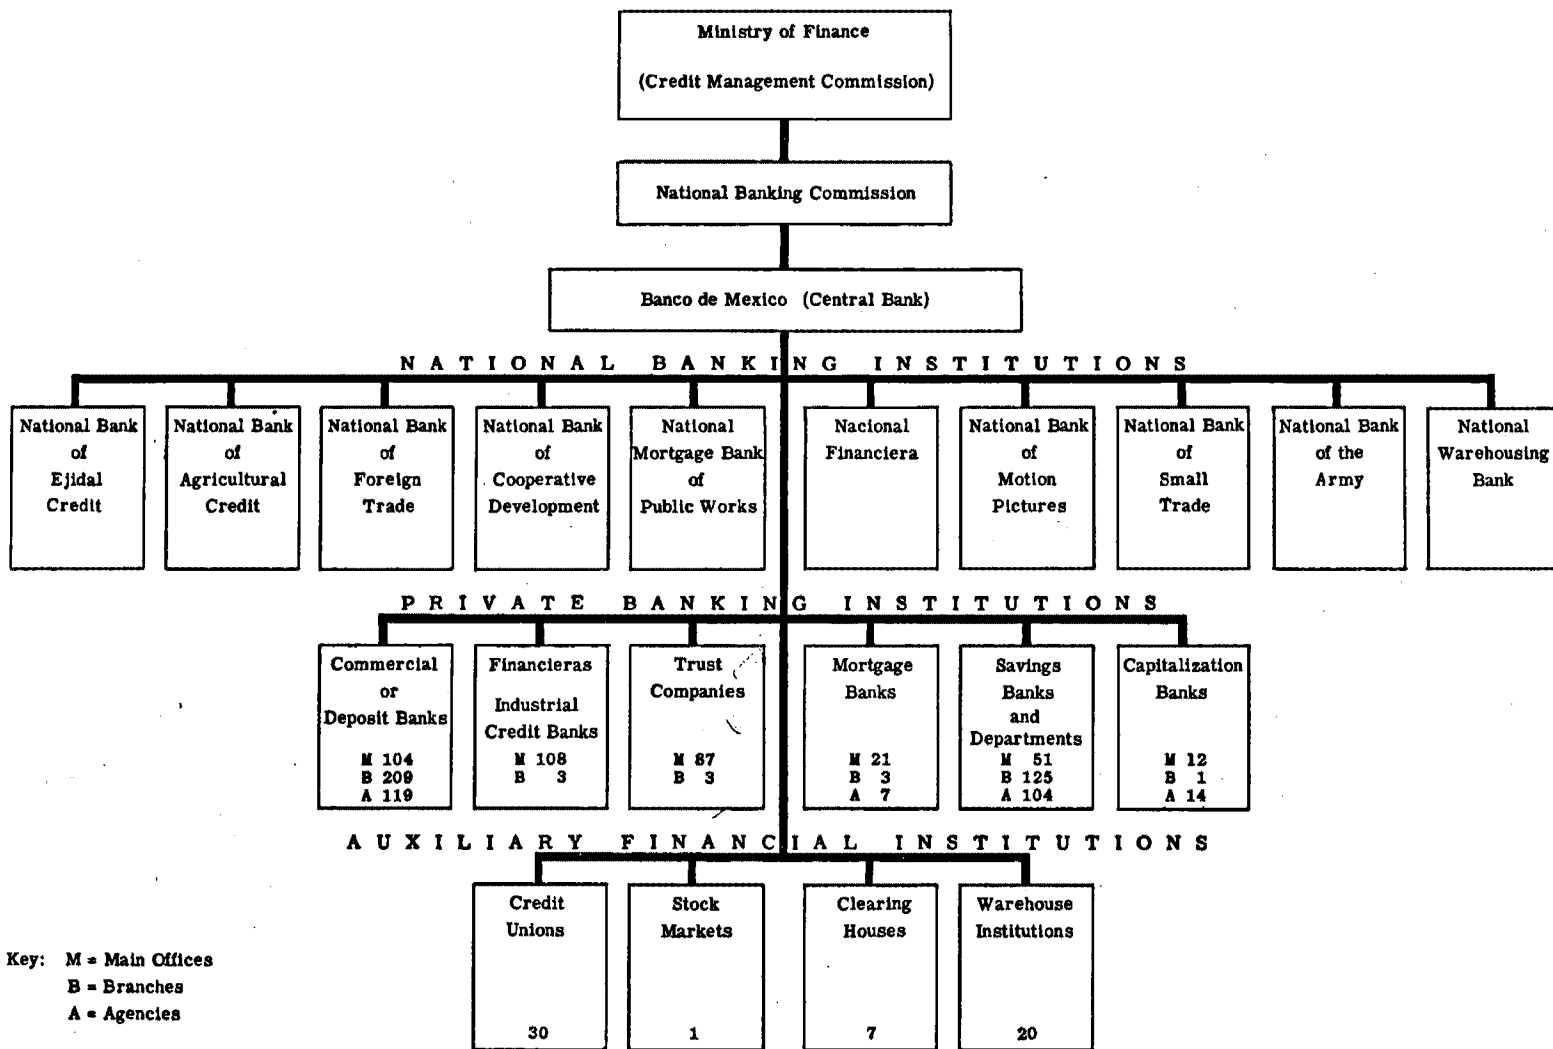 Ministry of Finance
(Credit Management Commission)
National Banking Commission
Banco de Mexico (Central Bank)
NATIONAL BANKING INSTITUTIONS
National Bank
of
Ejidal
Credit
National Bank
of
Agricultural
Credit
National Bank
of
Foreign
Trade
National Bank
of
Cooperative
Development
National
Mortgage Bank
of
Public Works
Nacional
Financiera
National Bank
of
Motion
Pictures
National Bank
of
Small
Trade
National Bank
of the
Army
National
Warehousing
Bank
PRIVATE BANKING INSTITUTIONS
Commercial
or
Deposit Banks
M 104
B 209
A 119
Financieras
Industrial
Credit Banks
M 108
B 3
Trust
Companies
M 87
B 3
Mortgage
Banks
M 21
B 3
A 7
Savings
Banks
and
Departments
M 51
B 125
A 104
Capitalization
Banks
M 12
B 1
A 14
AUXILIARY FINANCIAL INSTITUTIONS
Credit
Unions
30
Stock
Markets
1
Clearing
Houses
7
Warehouse
Institutions
20
Key: M = Main Offices
B = Branches
A = Agencies